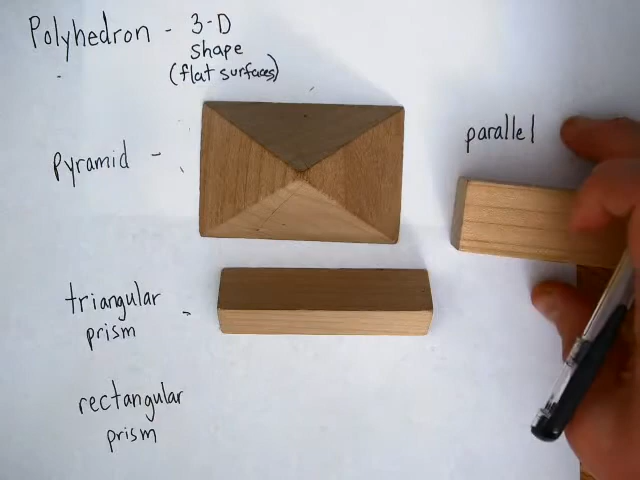 Polyhedron - 3-D
shape
(flat surfaces)
pyramid -
parallel
triangular
prism -
rectangular
prism